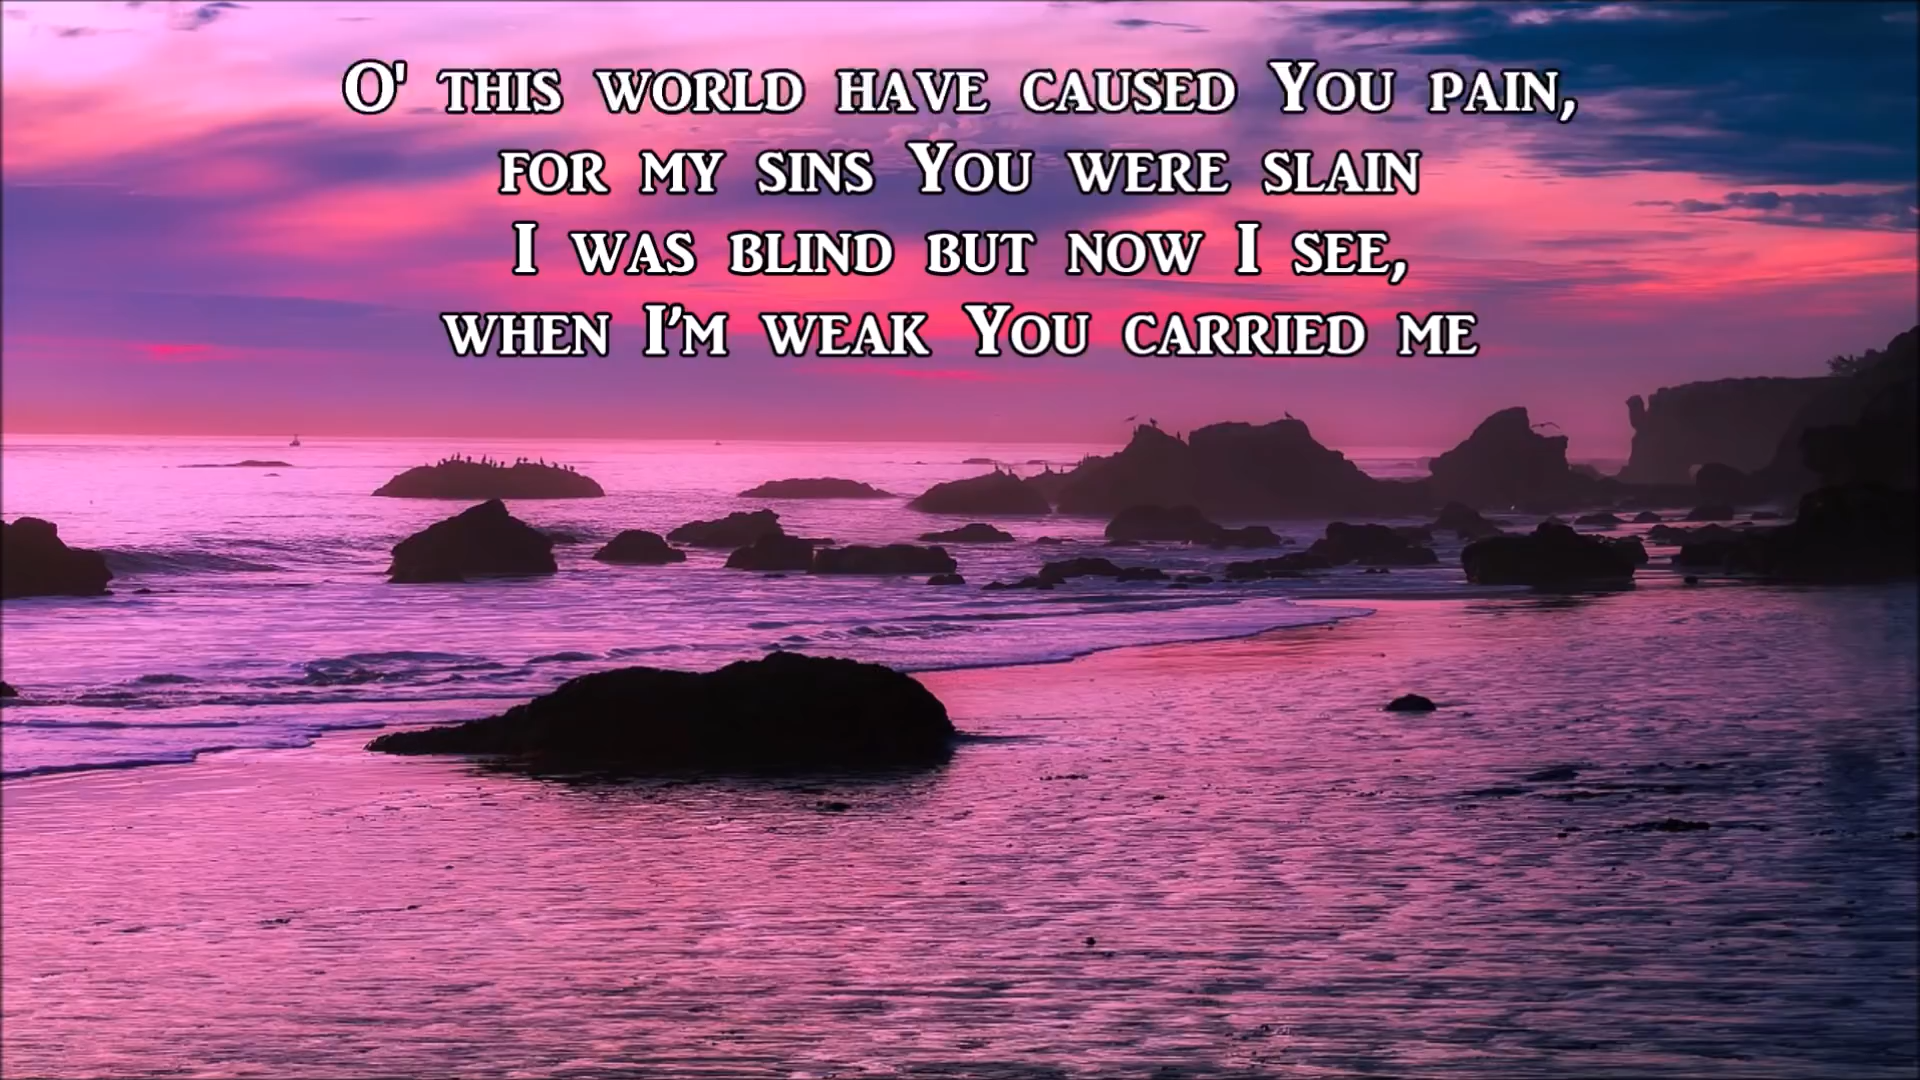 O' this world have caused You pain,
for my sins You were slain
I was blind but now I see,
when I'm weak You carried me